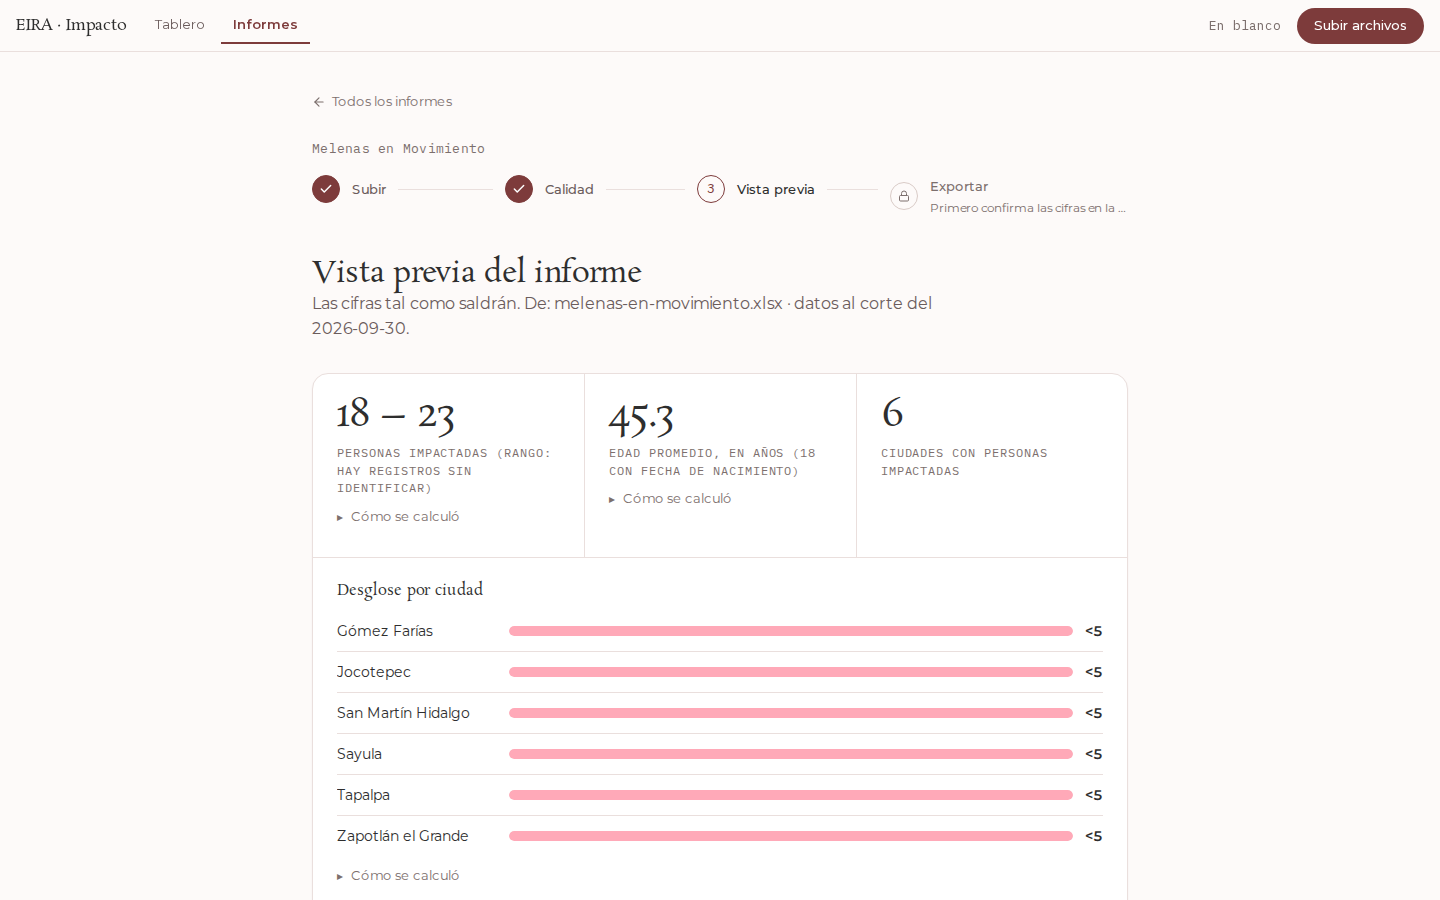 EIRA · Impacto
Tablero
Informes
En blanco
Subir archivos
← Todos los informes
Melenas en Movimiento
Subir
Calidad
3 Vista previa
Exportar
Primero confirma las cifras en la ...
Vista previa del informe
Las cifras tal como saldrán. De: melenas-en-movimiento.xlsx · datos al corte del
2026-09-30.
18 – 23
PERSONAS IMPACTADAS (RANGO:
HAY REGISTROS SIN
IDENTIFICAR)
▸ Cómo se calculó
45.3
EDAD PROMEDIO, EN AÑOS (18
CON FECHA DE NACIMIENTO)
▸ Cómo se calculó
6
CIUDADES CON PERSONAS
IMPACTADAS
Desglose por ciudad
Gómez Farías <5
Jocotepec <5
San Martín Hidalgo <5
Sayula <5
Tapalpa <5
Zapotlán el Grande <5
▸ Cómo se calculó